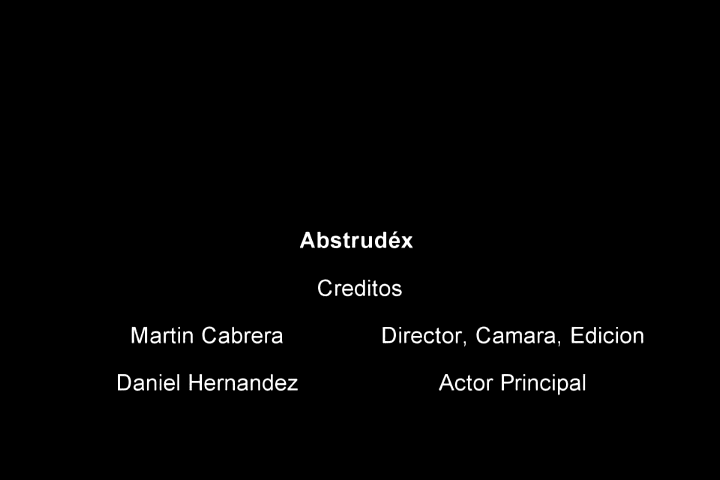 Abstrudéx
Creditos
Martin Cabrera Director, Camara, Edicion
Daniel Hernandez Actor Principal